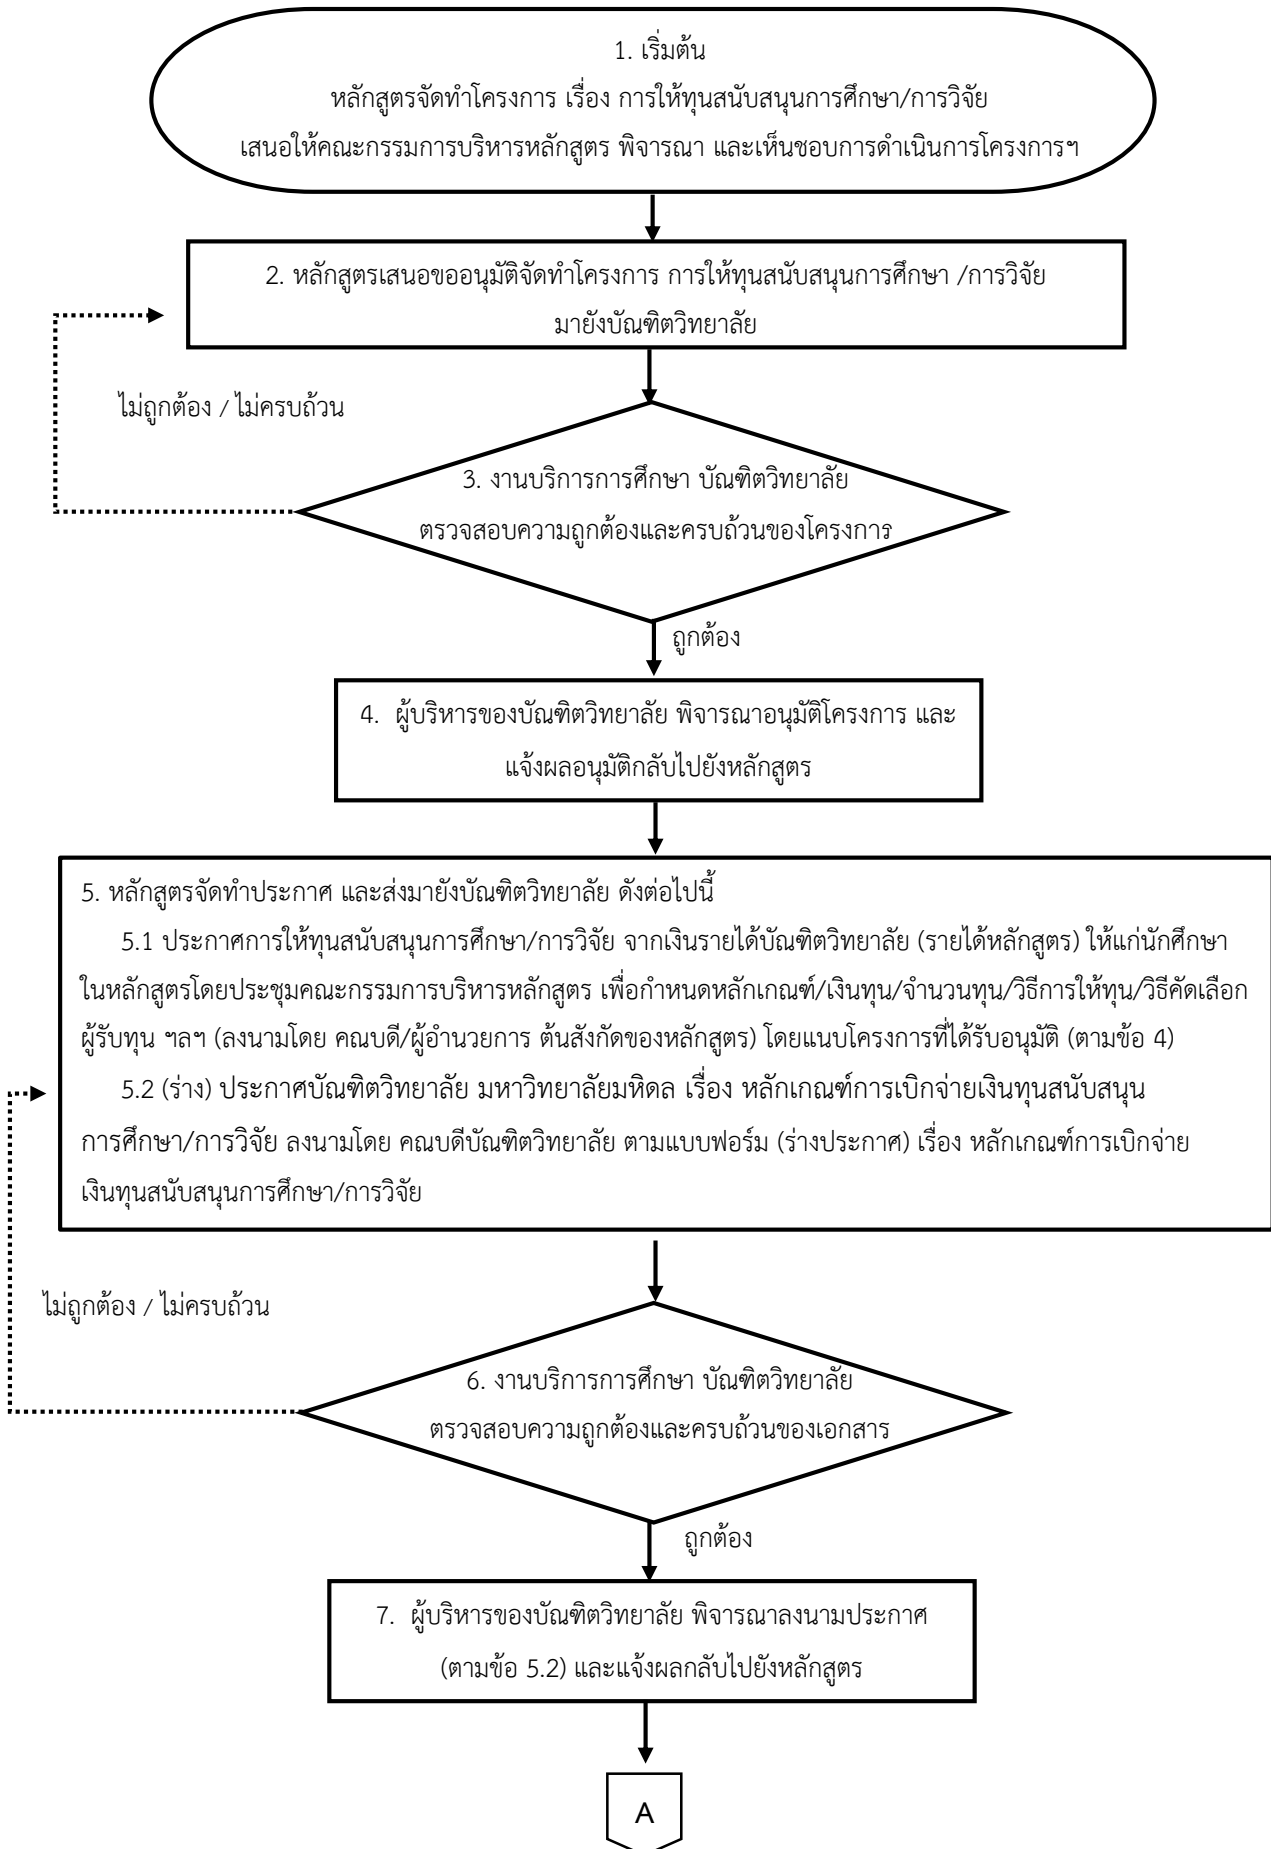 1. เริ่มต้น
หลักสูตรจัดทำโครงการ เรื่อง การให้ทุนสนับสนุนการศึกษา/การวิจัย
เสนอให้คณะกรรมการบริหารหลักสูตร พิจารณา และเห็นชอบการดำเนินการโครงการฯ
2. หลักสูตรเสนอขออนุมัติจัดทำโครงการ การให้ทุนสนับสนุนการศึกษา /การวิจัย
มายังบัณฑิตวิทยาลัย
ไม่ถูกต้อง / ไม่ครบถ้วน
3. งานบริการการศึกษา บัณฑิตวิทยาลัย
ตรวจสอบความถูกต้องและครบถ้วนของโครงการ
ถูกต้อง
4. ผู้บริหารของบัณฑิตวิทยาลัย พิจารณาอนุมัติโครงการ และ
แจ้งผลอนุมัติกลับไปยังหลักสูตร
5. หลักสูตรจัดทำประกาศ และส่งมายังบัณฑิตวิทยาลัย ดังต่อไปนี้
5.1 ประกาศการให้ทุนสนับสนุนการศึกษา/การวิจัย จากเงินรายได้บัณฑิตวิทยาลัย (รายได้หลักสูตร) ให้แก่นักศึกษา
ในหลักสูตรโดยประชุมคณะกรรมการบริหารหลักสูตร เพื่อกำหนดหลักเกณฑ์/เงินทุน/จำนวนทุน/วิธีการให้ทุน/วิธีคัดเลือก
ผู้รับทุน ฯลฯ (ลงนามโดย คณบดี/ผู้อำนวยการ ต้นสังกัดของหลักสูตร) โดยแนบโครงการที่ได้รับอนุมัติ (ตามข้อ 4)
5.2 (ร่าง) ประกาศบัณฑิตวิทยาลัย มหาวิทยาลัยมหิดล เรื่อง หลักเกณฑ์การเบิกจ่ายเงินทุนสนับสนุน
การศึกษา/การวิจัย ลงนามโดย คณบดีบัณฑิตวิทยาลัย ตามแบบฟอร์ม (ร่างประกาศ) เรื่อง หลักเกณฑ์การเบิกจ่าย
เงินทุนสนับสนุนการศึกษา/การวิจัย
ไม่ถูกต้อง / ไม่ครบถ้วน
6. งานบริการการศึกษา บัณฑิตวิทยาลัย
ตรวจสอบความถูกต้องและครบถ้วนของเอกสาร
ถูกต้อง
7. ผู้บริหารของบัณฑิตวิทยาลัย พิจารณาลงนามประกาศ
(ตามข้อ 5.2) และแจ้งผลกลับไปยังหลักสูตร
A